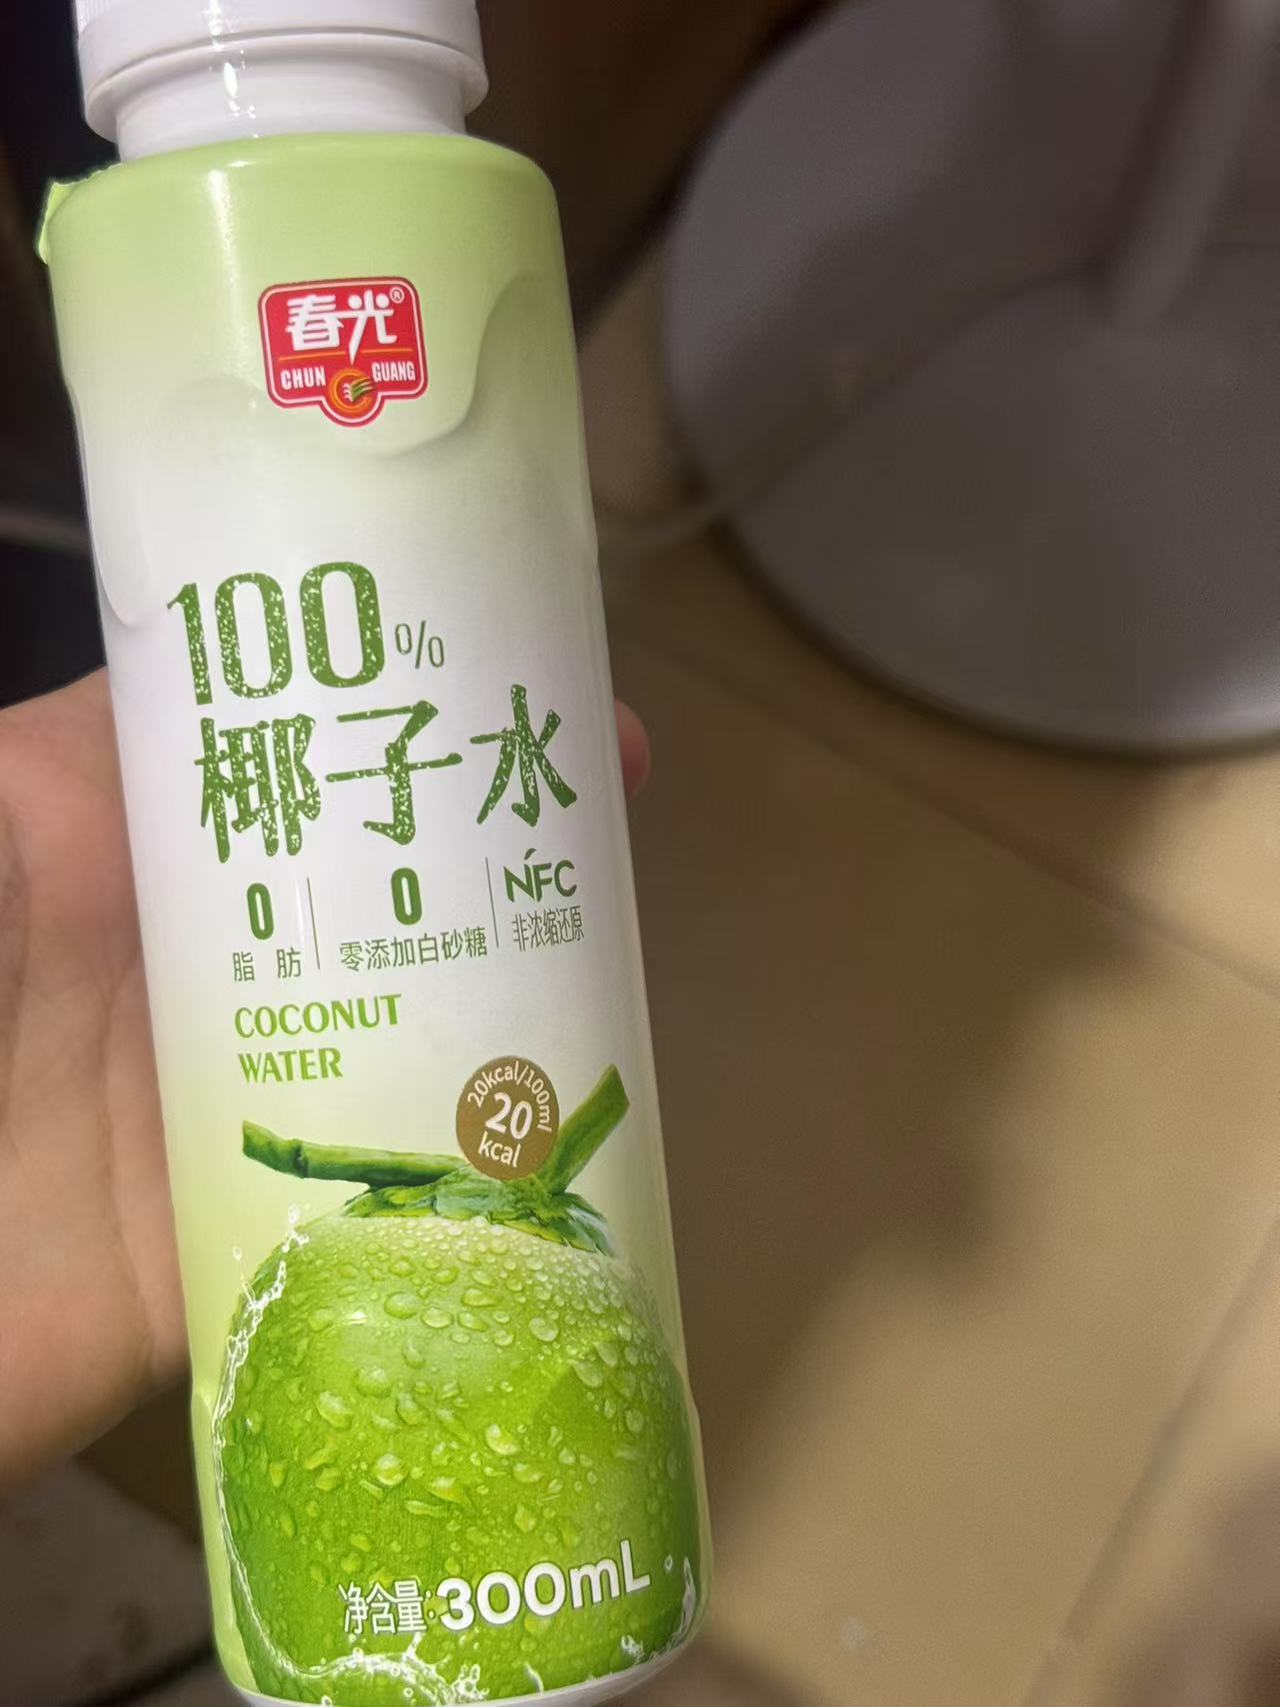 春光®
CHUN GUANG
100%
椰子水
0 0 NFC
脂肪 零添加白砂糖 非浓缩还原
COCONUT
WATER
20kcal/100ml
20
kcal
净含量:300mL